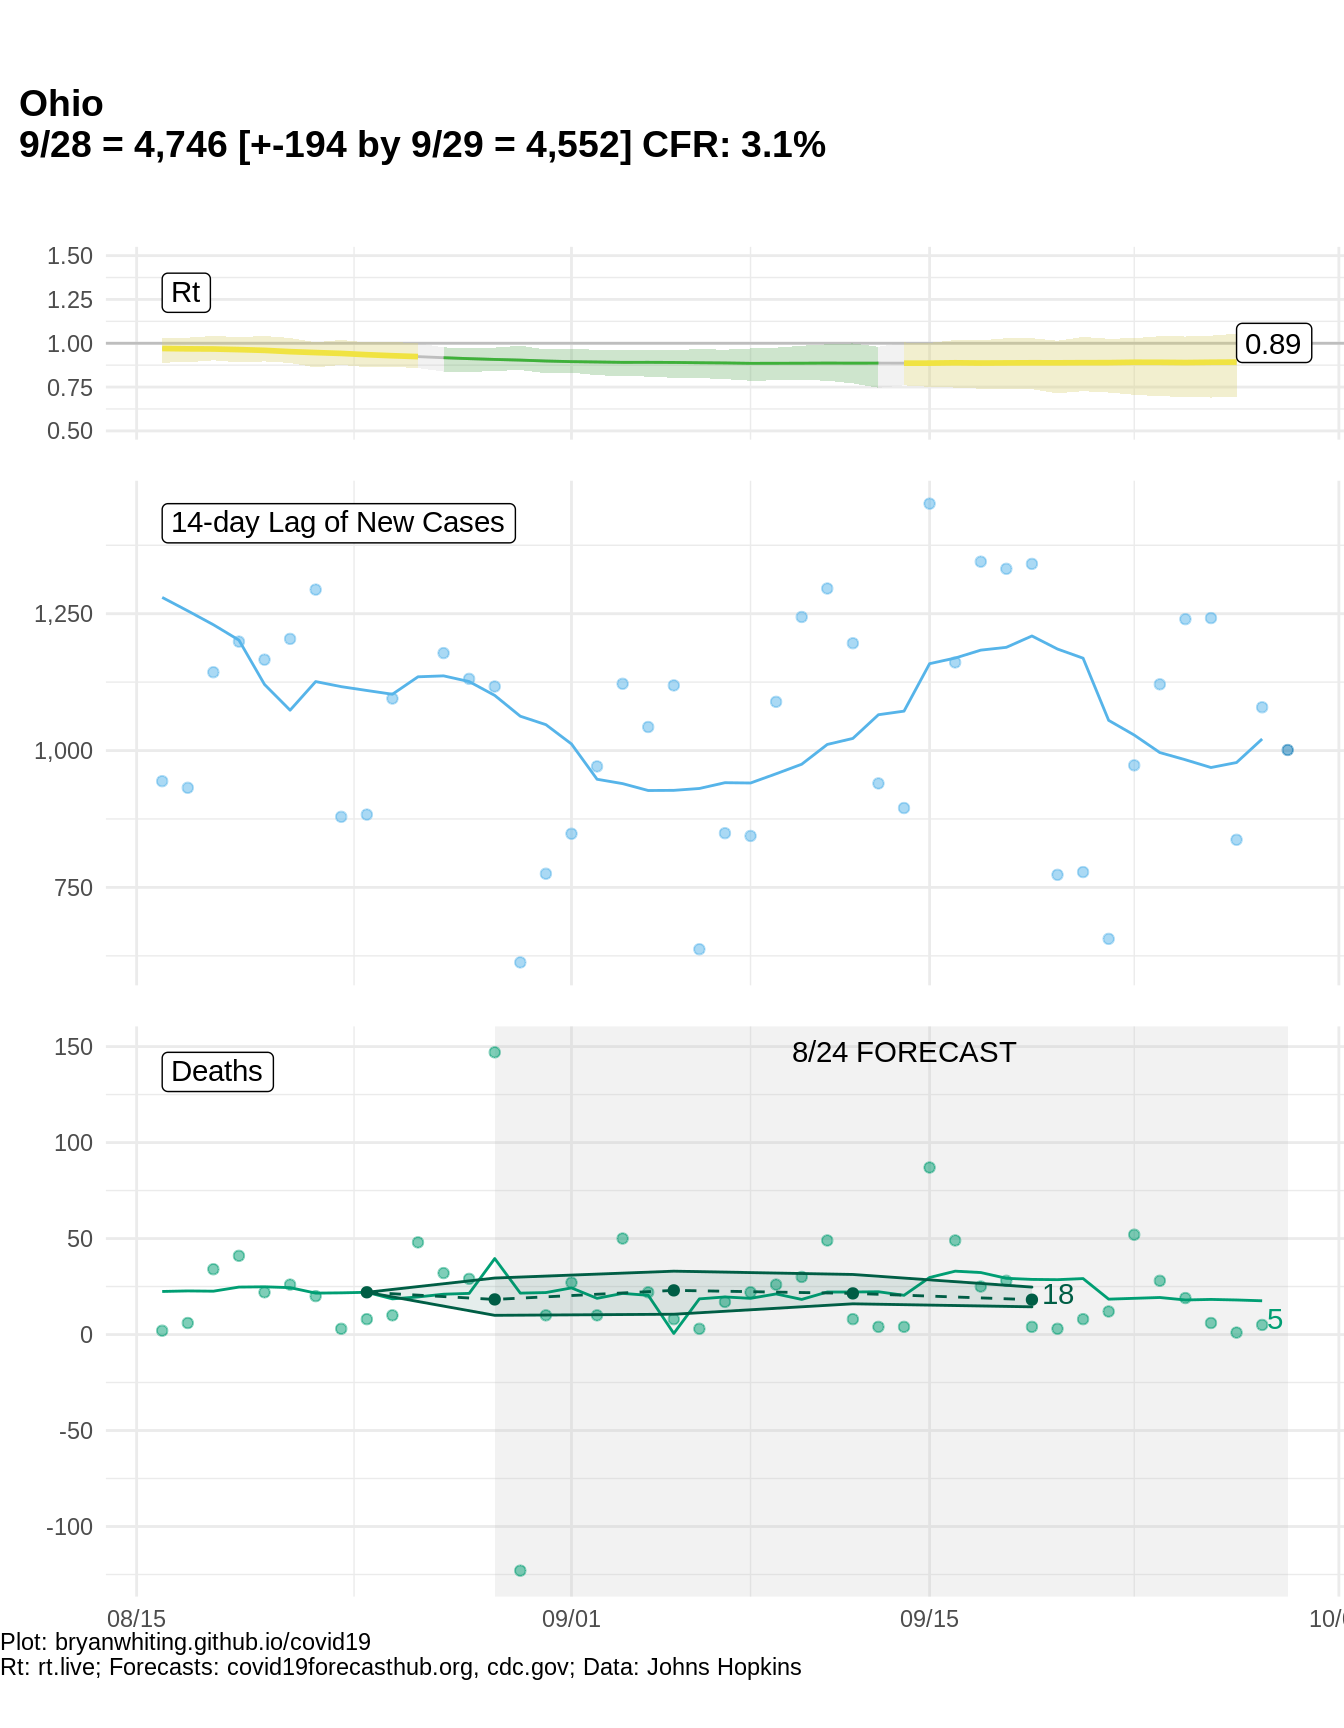 Ohio
9/28 = 4,746 [+-194 by 9/29 = 4,552] CFR: 3.1%
1.50
1.25
1.00
0.75
0.50
Rt
0.89
14-day Lag of New Cases
1,250
1,000
750
Deaths
8/24 FORECAST
150
100
50
0
-50
-100
18
5
08/15
09/01
09/15
Plot: bryanwhiting.github.io/covid19
Rt: rt.live; Forecasts: covid19forecasthub.org, cdc.gov; Data: Johns Hopkins